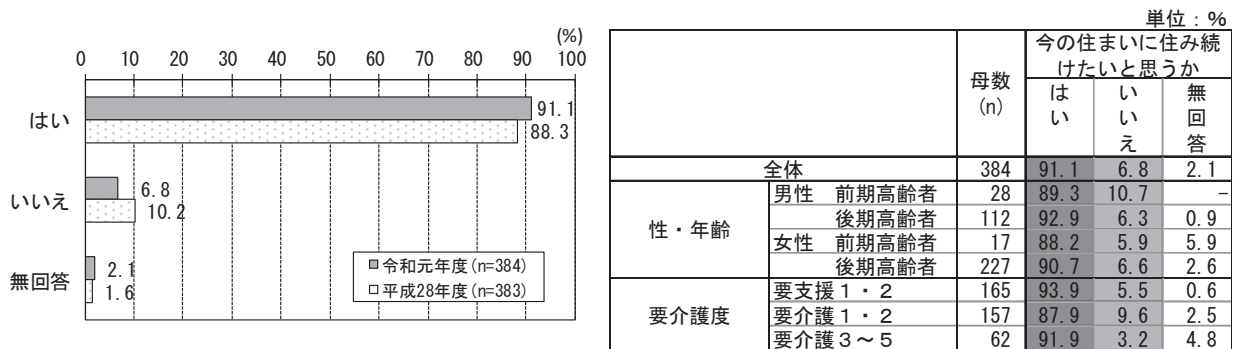 (%)
0 10 20 30 40 50 60 70 80 90 100
はい 91.1
88.3
いいえ 6.8
10.2
無回答 2.1
1.6
令和元年度(n=384)
平成28年度(n=383)
単位：%
母数
(n)
今の住まいに住み続
けたいと思うか
はい いいえ 無回答
全体 384 91.1 6.8 2.1
性・年齢 男性 前期高齢者 28 89.3 10.7 -
後期高齢者 112 92.9 6.3 0.9
女性 前期高齢者 17 88.2 5.9 5.9
後期高齢者 227 90.7 6.6 2.6
要介護度 要支援１・２ 165 93.9 5.5 0.6
要介護１・２ 157 87.9 9.6 2.5
要介護３～５ 62 91.9 3.2 4.8